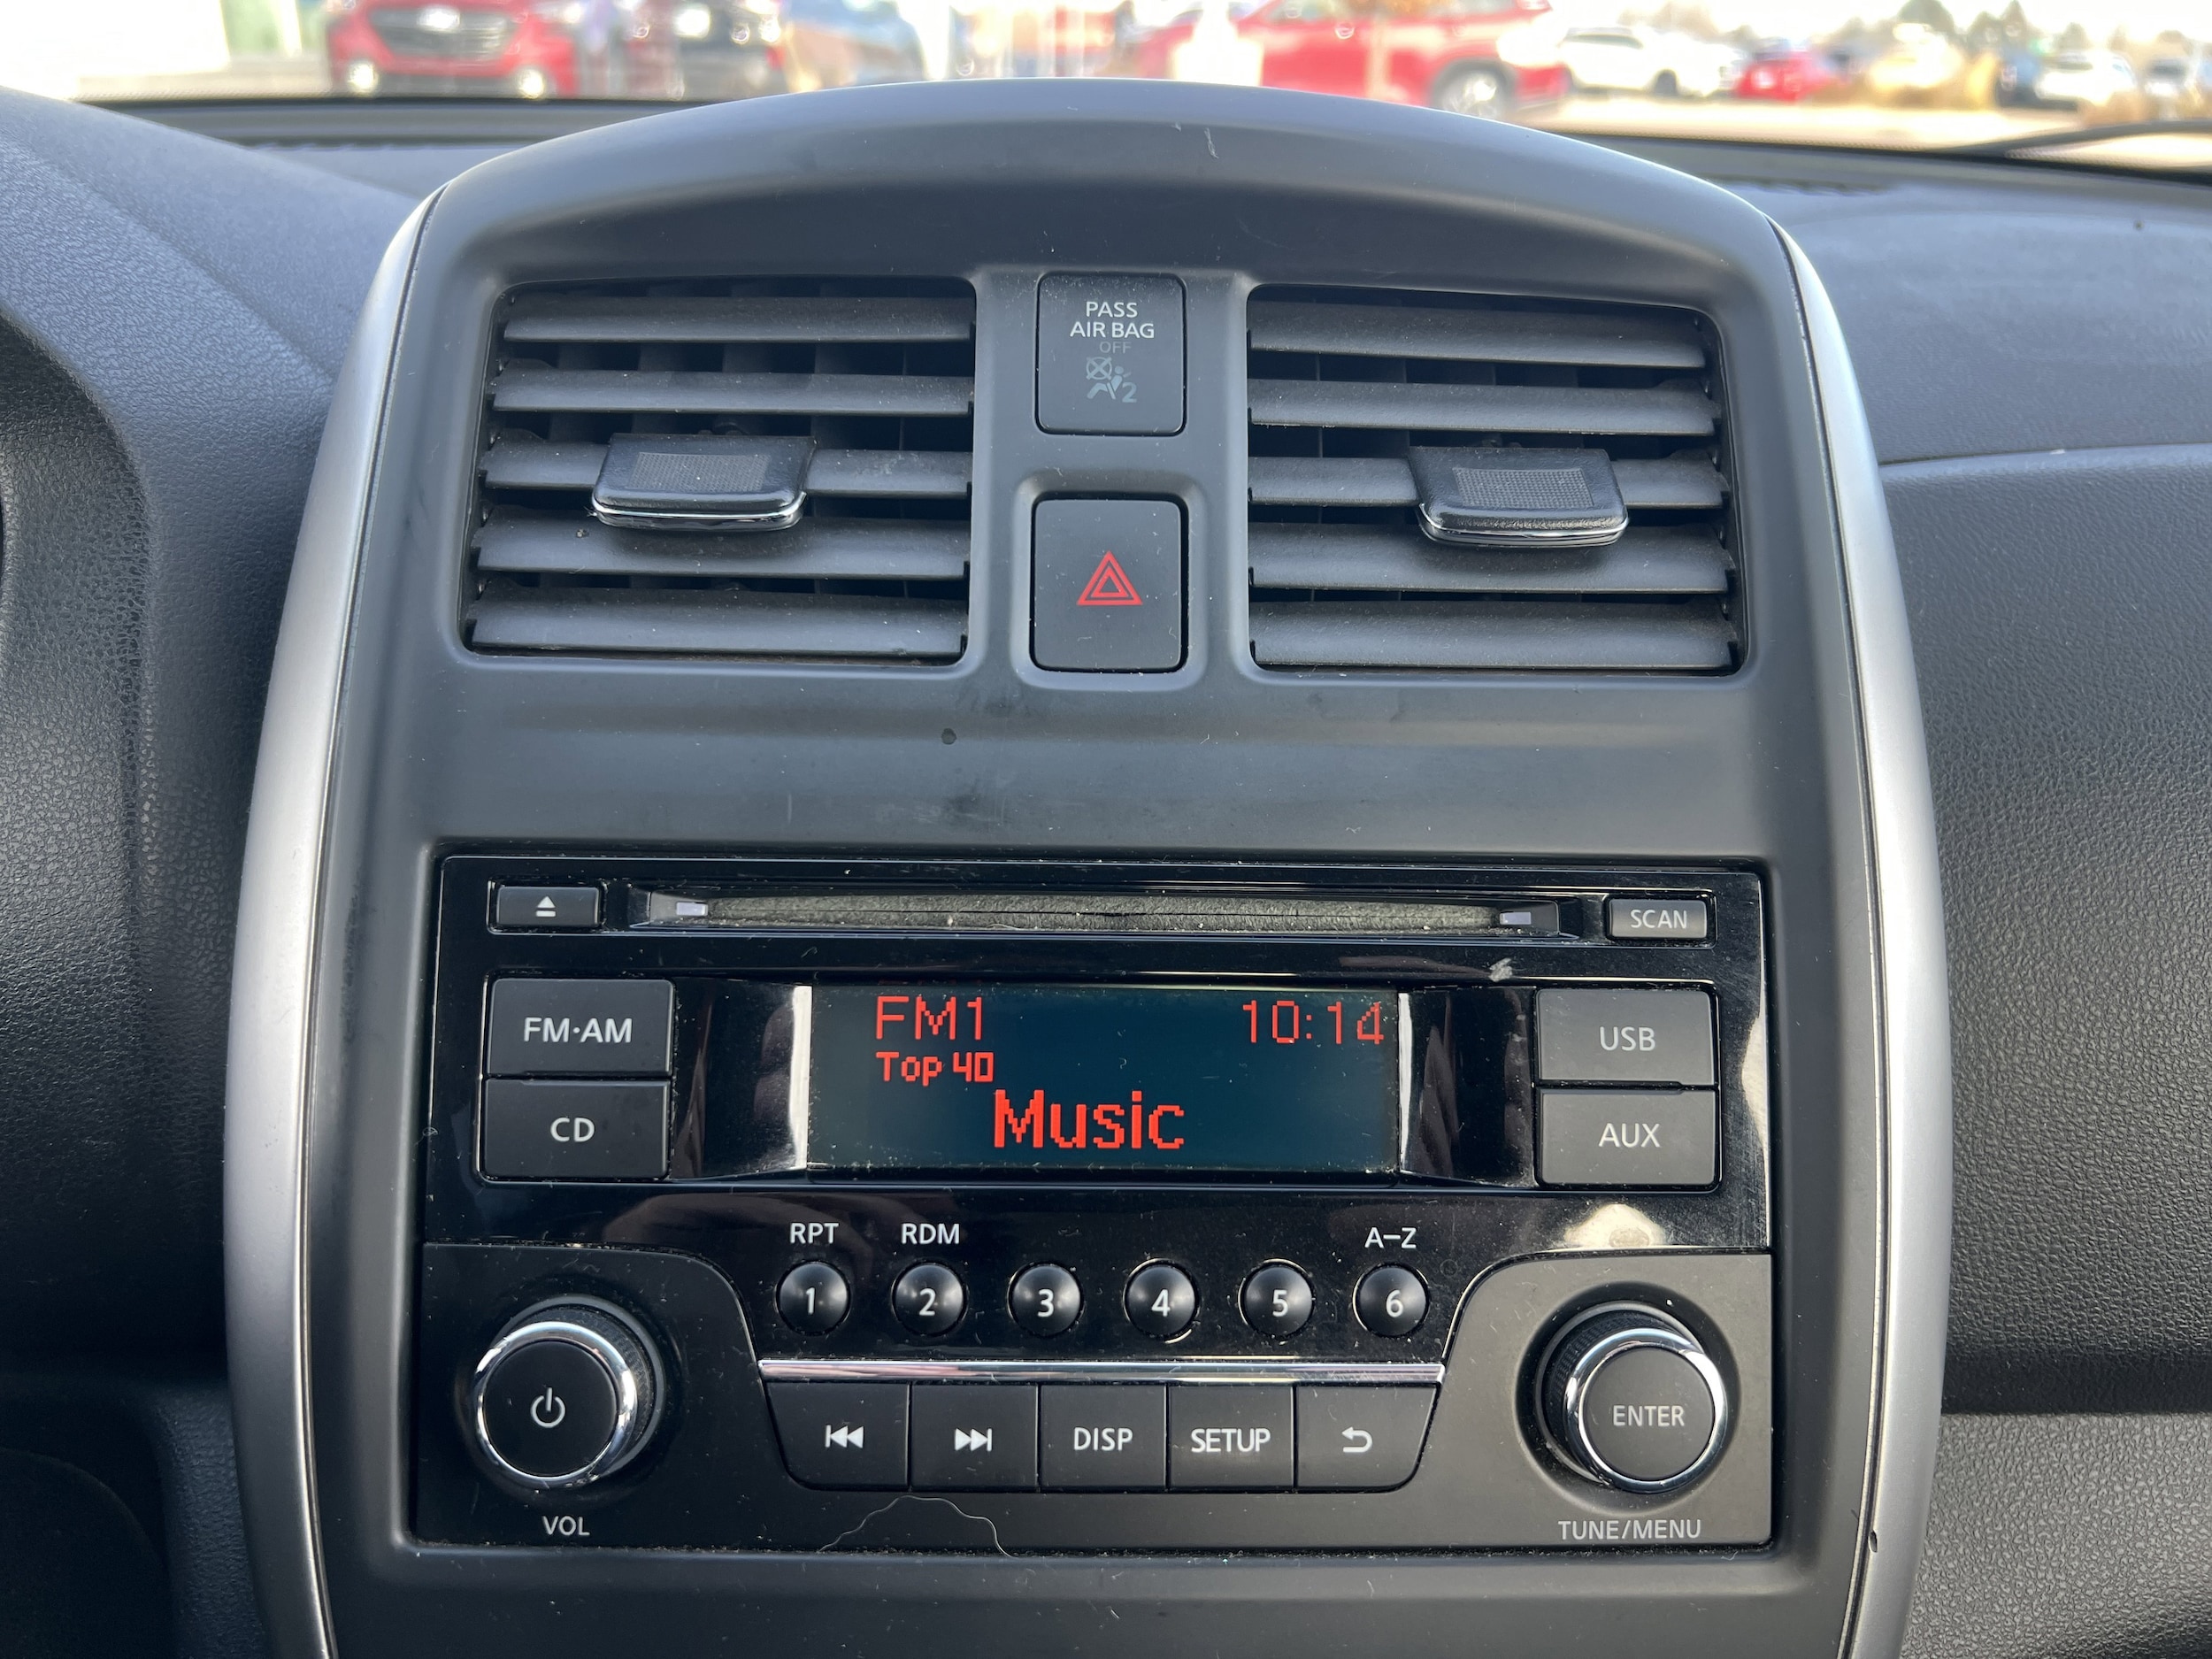 PASS
AIR BAG
OFF
2
SCAN
FM·AM
CD
FM1 10:14
Top 40
Music
USB
AUX
RPT RDM A–Z
1 2 3 4 5 6
DISP SETUP
ENTER
VOL
TUNE/MENU